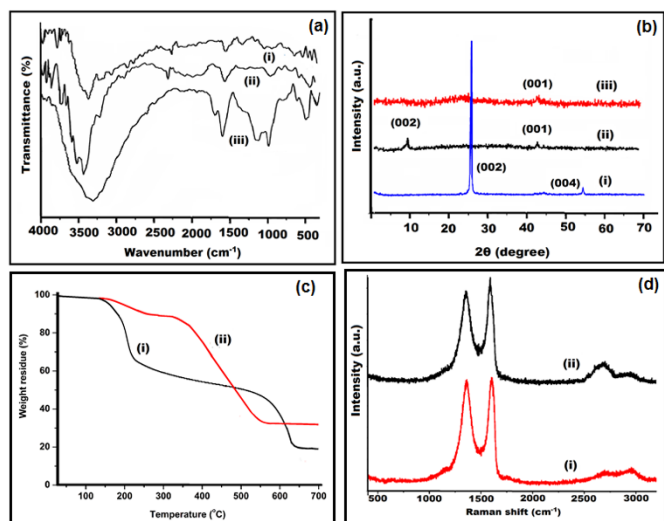 (a)
Transmittance (%)
(i)
(ii)
(iii)
4000 3500 3000 2500 2000 1500 1000 500
Wavenumber (cm⁻¹)
(b)
Intensity (a.u.)
(001) (iii)
(002) (001) (ii)
(002)
(004) (i)
10 20 30 40 50 60 70
2θ (degree)
(c)
Weight residue (%)
100
80
60
40
20
0
(i) (ii)
100 200 300 400 500 600 700
Temperature (°C)
(d)
Intensity (a.u.)
(ii)
(i)
500 1000 1500 2000 2500 3000
Raman shift (cm⁻¹)